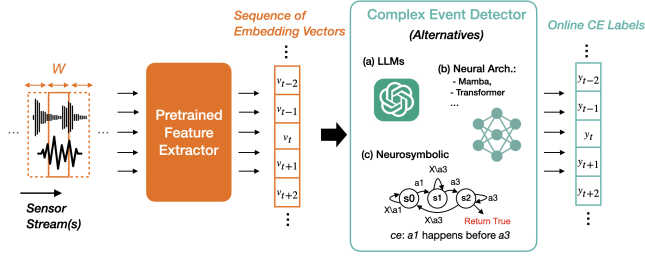 W
...
...
Sensor
Stream(s)
Pretrained
Feature
Extractor
Sequence of
Embedding Vectors
...
v_{t-2}
v_{t-1}
v_t
v_{t+1}
v_{t+2}
...
Complex Event Detector
(Alternatives)
(a) LLMs
(b) Neural Arch.:
- Mamba,
- Transformer
...
(c) Neurosymbolic
X\a3
a1
a3
s0
s1
s2
a3
X\a1
X\a3
Return True
ce: a1 happens before a3
Online CE Labels
...
y_{t-2}
y_{t-1}
y_t
y_{t+1}
y_{t+2}
...